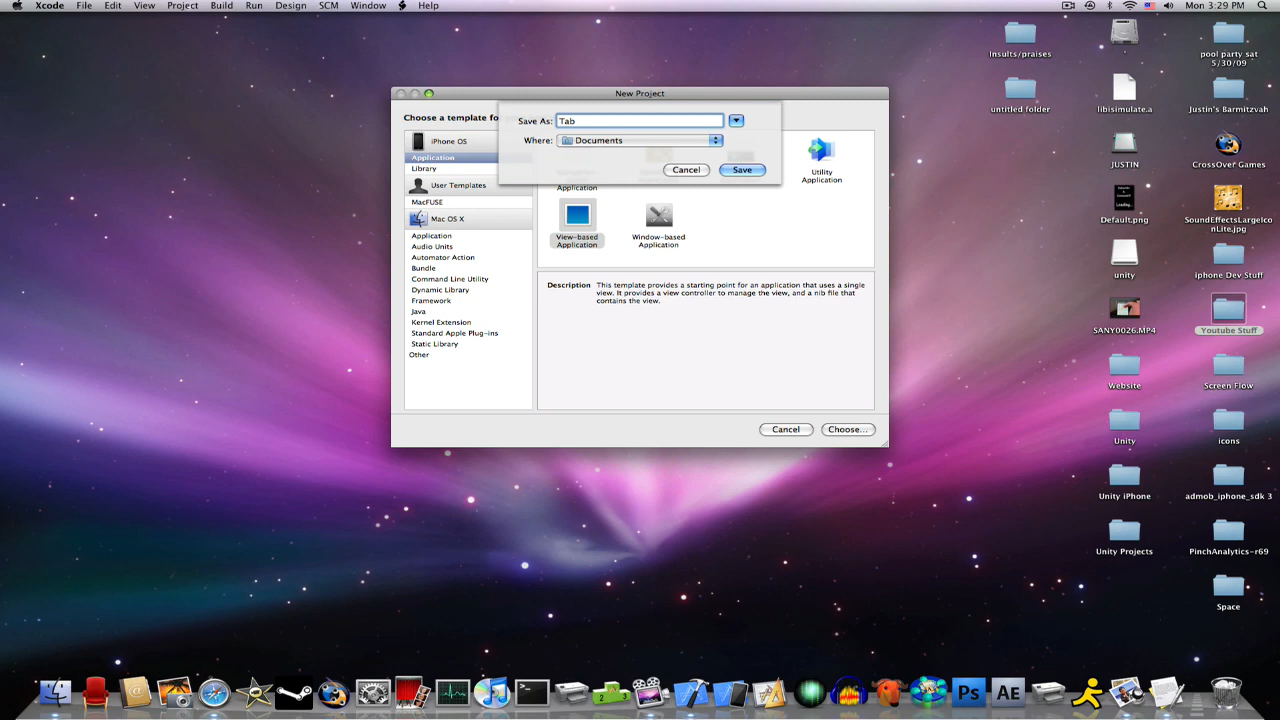 Xcode File Edit View Project Build Run Design SCM Window Help
Mon 3:29 PM
New Project
Choose a template fo
Save As: Tab
Where: Documents
Cancel Save
iPhone OS
Application
Library
User Templates
MacFUSE
Mac OS X
Application
Audio Units
Automator Action
Bundle
Command Line Utility
Dynamic Library
Framework
Java
Kernel Extension
Standard Apple Plug-ins
Static Library
Other
Application
Utility
Application
View-based
Application
Window-based
Application
Description This template provides a starting point for an application that uses a single
view. It provides a view controller to manage the view, and a nib file that
contains the view.
Cancel Choose...
Insults/praises
pool party sat
5/30/09
untitled folder
libisimulate.a
Justin's Barmitzvah
JUSTIN
CrossOver Games
Default.png
SoundEffectsLargeIco
nLite.jpg
unity
iphone Dev Stuff
SANY0026.MP4
Youtube Stuff
Website
Screen Flow
Unity
icons
Unity iPhone
admob_iphone_sdk 3
Unity Projects
PinchAnalytics-r69
Space
Ps
AE